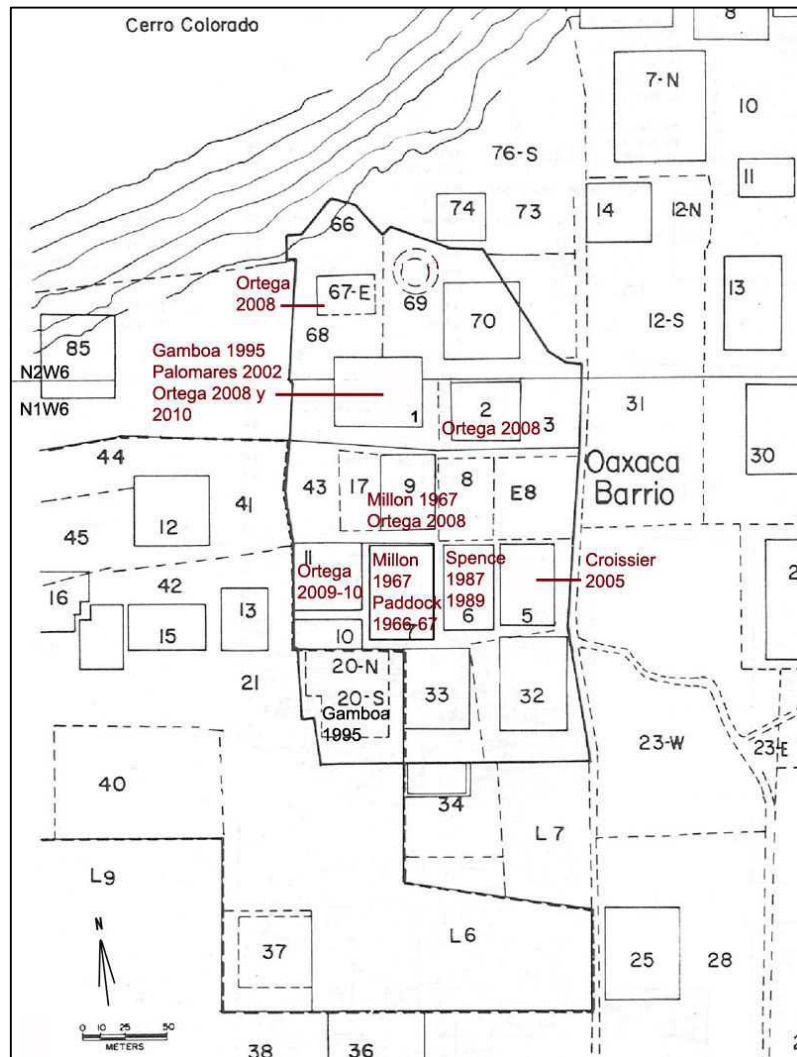 Cerro Colorado
8
7-N
10
76-S
11
74
73
14
12-N
66
Ortega
2008
67-E
69
13
68
70
12-S
85
Gamboa 1995
Palomares 2002
Ortega 2008 y
2010
N2W6
N1W6
1
2
3
Ortega 2008
31
30
44
43
17
9
8
E8
Oaxaca
Barrio
41
12
Millon 1967
Ortega 2008
45
11
Ortega
2009-10
Millon
1967
Paddock
1966-67
7
Spence
1987
1989
6
5
Croissier
2005
2
16
42
15
13
10
21
20-N
20-S
Gamboa
1995
33
32
23-W
23-E
40
34
L7
L9
N
L6
37
25
28
0 10 25 50
METERS
38
36
2